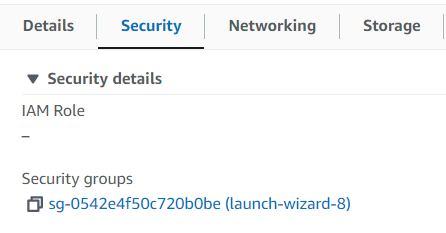 Details Security Networking Storage
▼ Security details
IAM Role
–
Security groups
sg-0542e4f50c720b0be (launch-wizard-8)